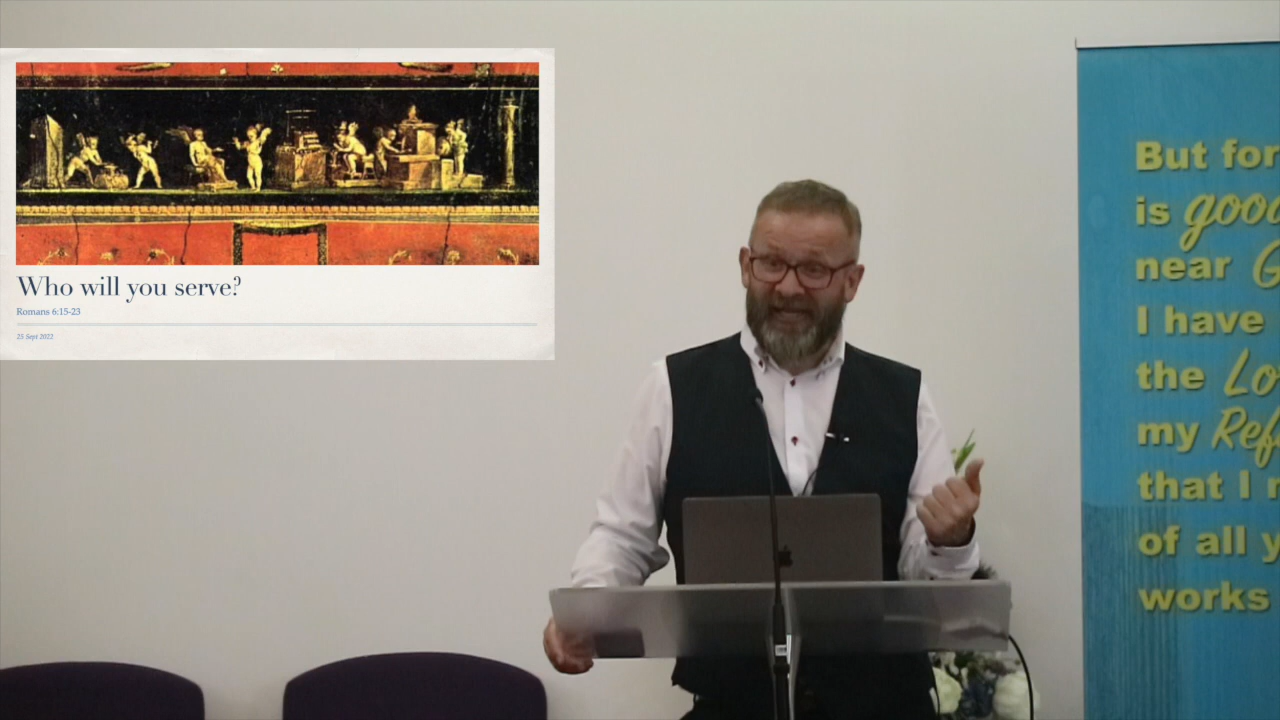 Who will you serve?
Romans 6:15-23
25 Sept 2022
But for
is good
near G
I have
the Lo
my Ref
that I
of all y
works